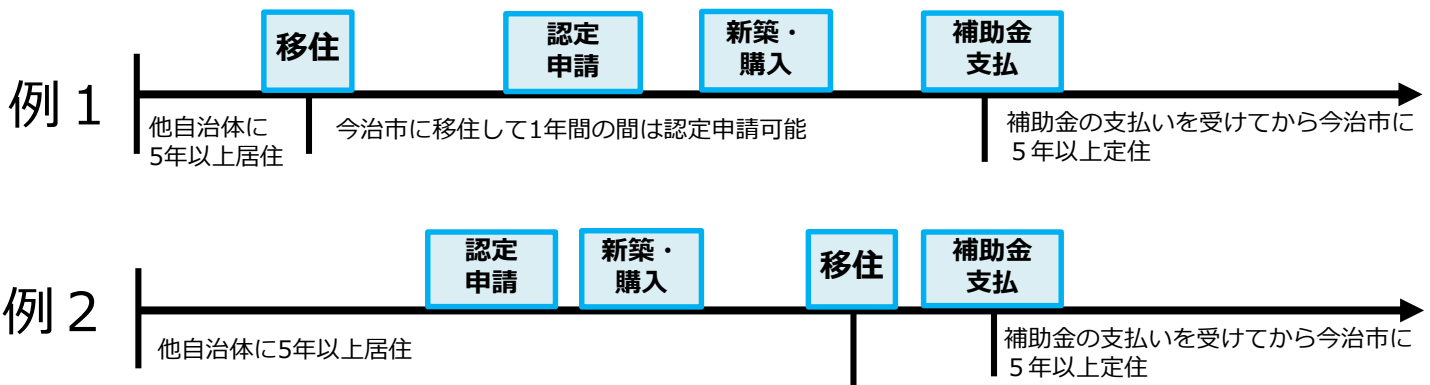 例１
移住
認定
申請
新築・
購入
補助金
支払
他自治体に
5年以上居住
今治市に移住して1年間の間は認定申請可能
補助金の支払いを受けてから今治市に
５年以上定住
例２
認定
申請
新築・
購入
移住
補助金
支払
他自治体に5年以上居住
補助金の支払いを受けてから今治市に
５年以上定住